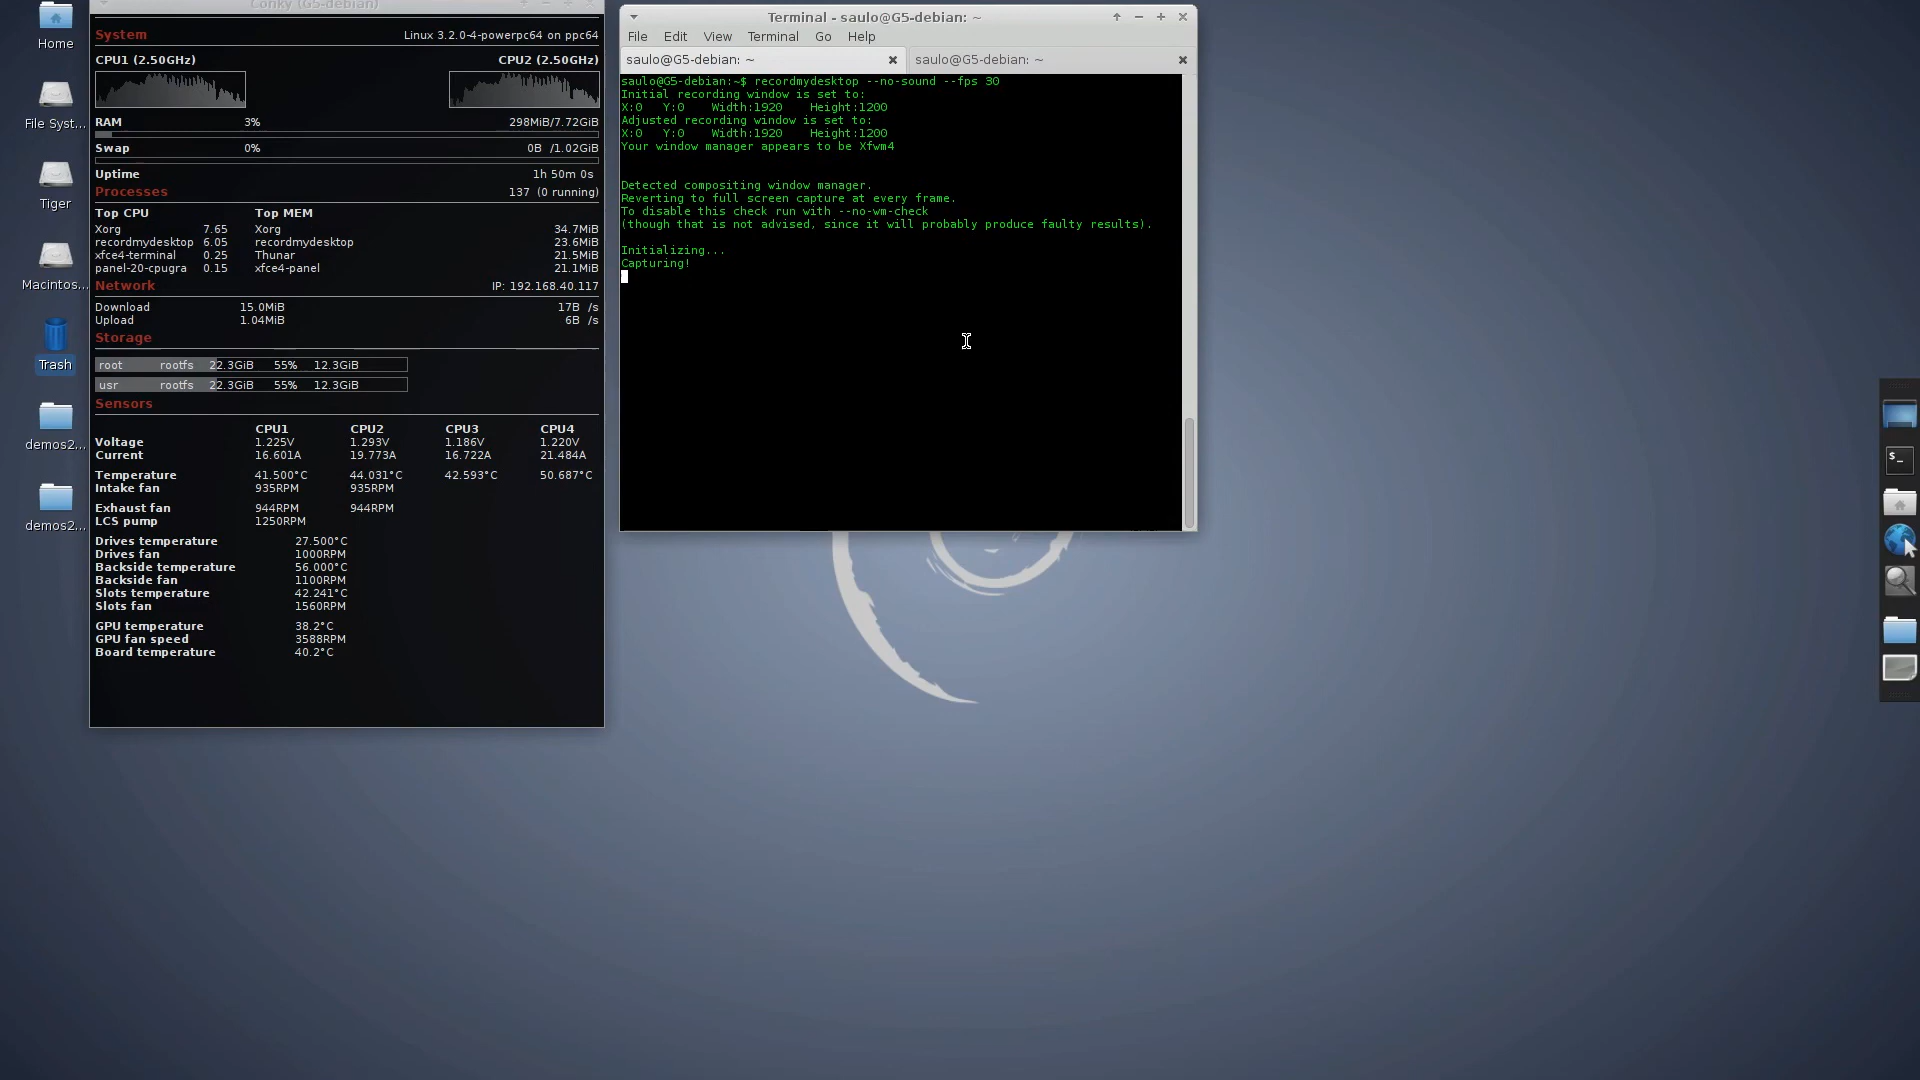 Home
File Syst...
Tiger
Macintos...
Trash
demos2...
demos2...
Conky (G5-debian)
System Linux 3.2.0-4-powerpc64 on ppc64
CPU1 (2.50GHz) CPU2 (2.50GHz)
RAM 3% 298MiB/7.72GiB
Swap 0% 0B /1.02GiB
Uptime 1h 50m 0s
Processes 137 (0 running)
Top CPU Top MEM
Xorg 7.65 Xorg 34.7MiB
recordmydesktop 6.05 recordmydesktop 23.6MiB
xfce4-terminal 0.25 Thunar 21.5MiB
panel-20-cpugra 0.15 xfce4-panel 21.1MiB
Network IP: 192.168.40.117
Download 15.0MiB 17B /s
Upload 1.04MiB 6B /s
Storage
root rootfs 22.3GiB 55% 12.3GiB
usr rootfs 22.3GiB 55% 12.3GiB
Sensors
CPU1 CPU2 CPU3 CPU4
Voltage 1.225V 1.293V 1.186V 1.220V
Current 16.601A 19.773A 16.722A 21.484A
Temperature 41.500°C 44.031°C 42.593°C 50.687°C
Intake fan 935RPM 935RPM
Exhaust fan 944RPM 944RPM
LCS pump 1250RPM
Drives temperature 27.500°C
Drives fan 1000RPM
Backside temperature 56.000°C
Backside fan 1100RPM
Slots temperature 42.241°C
Slots fan 1560RPM
GPU temperature 38.2°C
GPU fan speed 3588RPM
Board temperature 40.2°C
Terminal - saulo@G5-debian: ~
File Edit View Terminal Go Help
saulo@G5-debian: ~ saulo@G5-debian: ~
saulo@G5-debian:~$ recordmydesktop --no-sound --fps 30
Initial recording window is set to:
X:0 Y:0 Width:1920 Height:1200
Adjusted recording window is set to:
X:0 Y:0 Width:1920 Height:1200
Your window manager appears to be Xfwm4
Detected compositing window manager.
Reverting to full screen capture at every frame.
To disable this check run with --no-wm-check
(though that is not advised, since it will probably produce faulty results).
Initializing...
Capturing!
$_